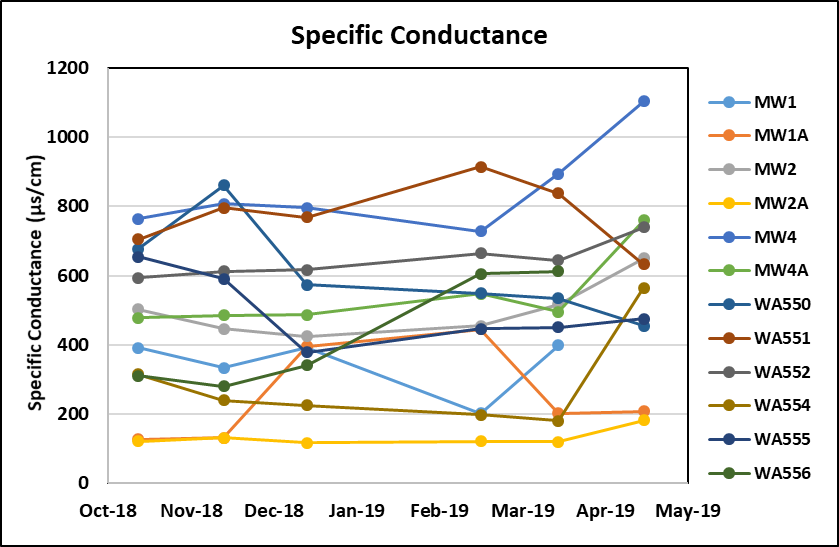 Specific Conductance
Specific Conductance (µs/cm)
1200
1000
800
600
400
200
0
Oct-18 Nov-18 Dec-18 Jan-19 Feb-19 Mar-19 Apr-19 May-19
MW1
MW1A
MW2
MW2A
MW4
MW4A
WA550
WA551
WA552
WA554
WA555
WA556